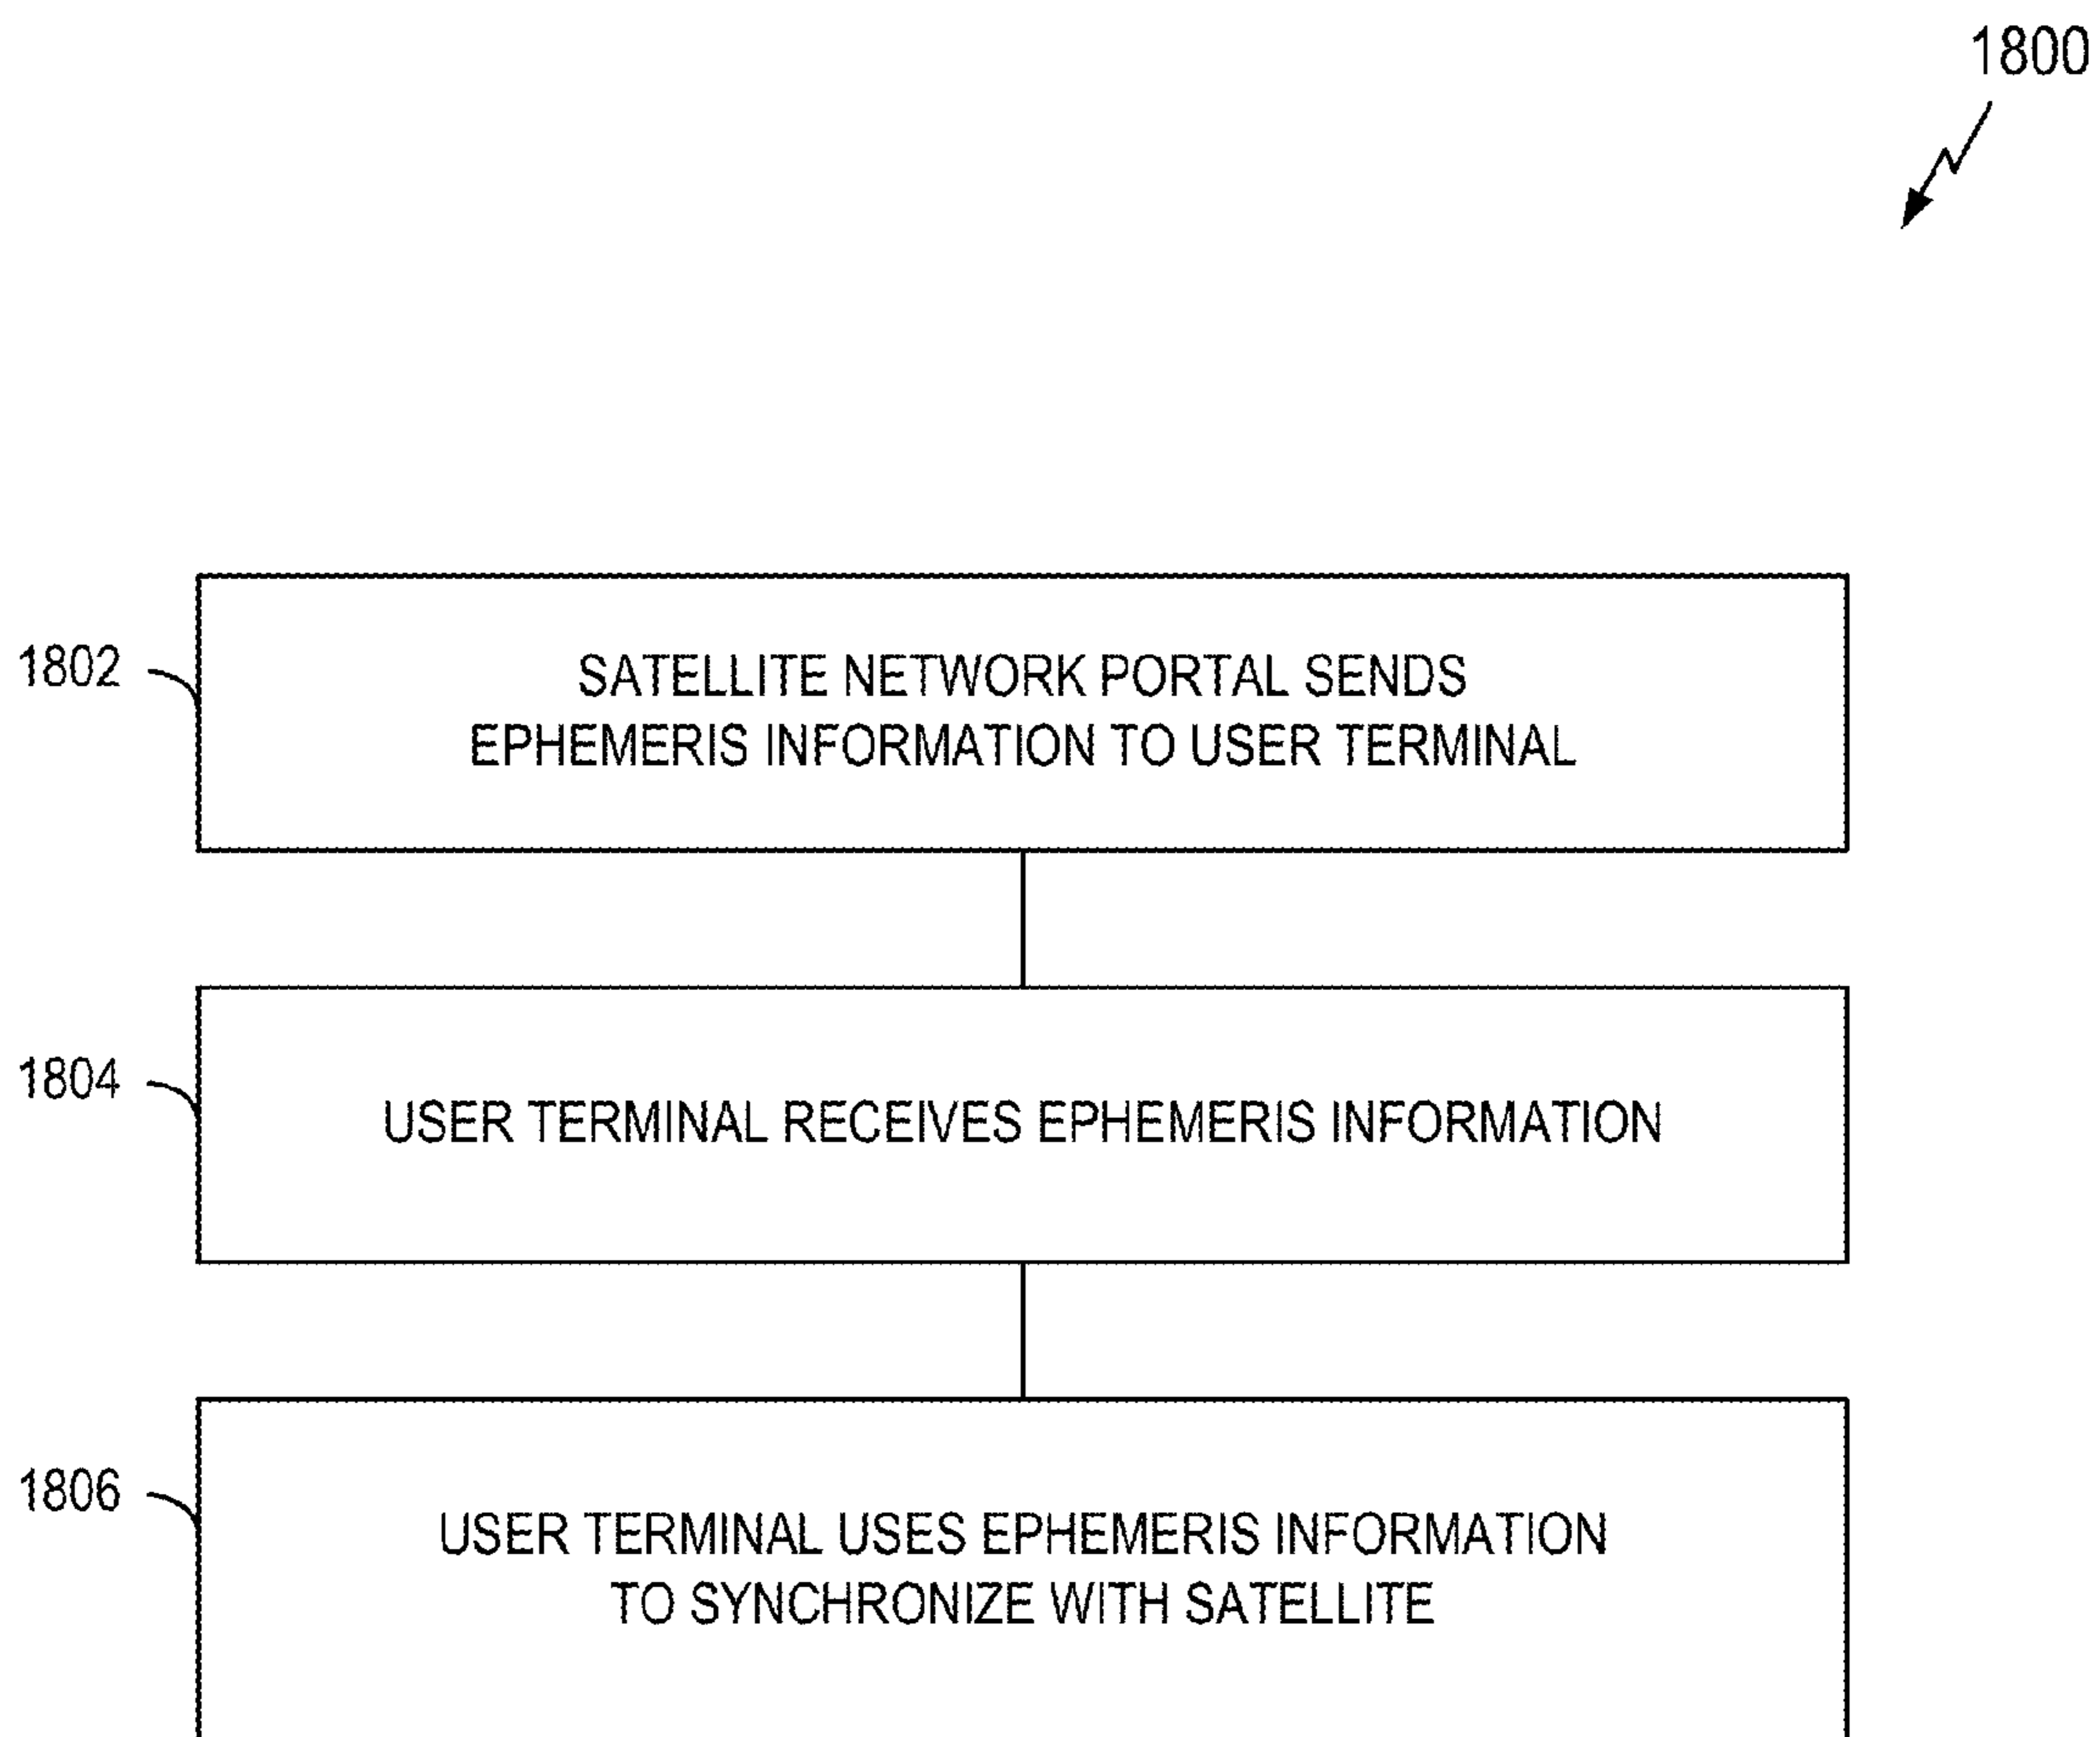 1800
1802
SATELLITE NETWORK PORTAL SENDS
EPHEMERIS INFORMATION TO USER TERMINAL
1804
USER TERMINAL RECEIVES EPHEMERIS INFORMATION
1806
USER TERMINAL USES EPHEMERIS INFORMATION
TO SYNCHRONIZE WITH SATELLITE